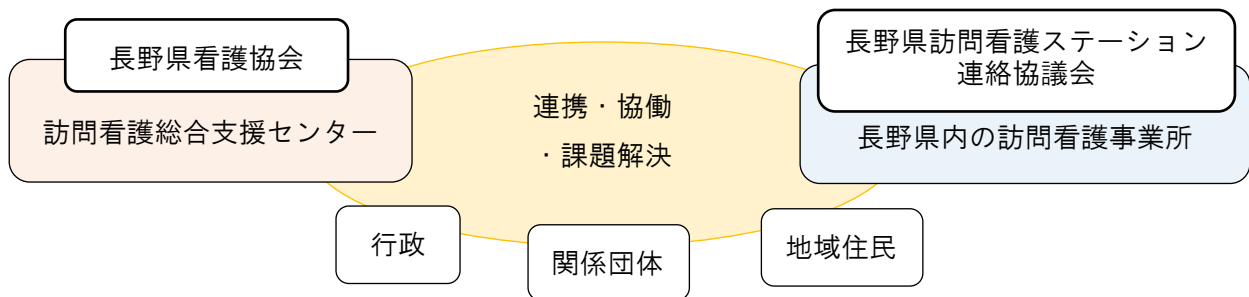 長野県看護協会
訪問看護総合支援センター
連携・協働
・課題解決
長野県訪問看護ステーション
連絡協議会
長野県内の訪問看護事業所
行政
関係団体
地域住民